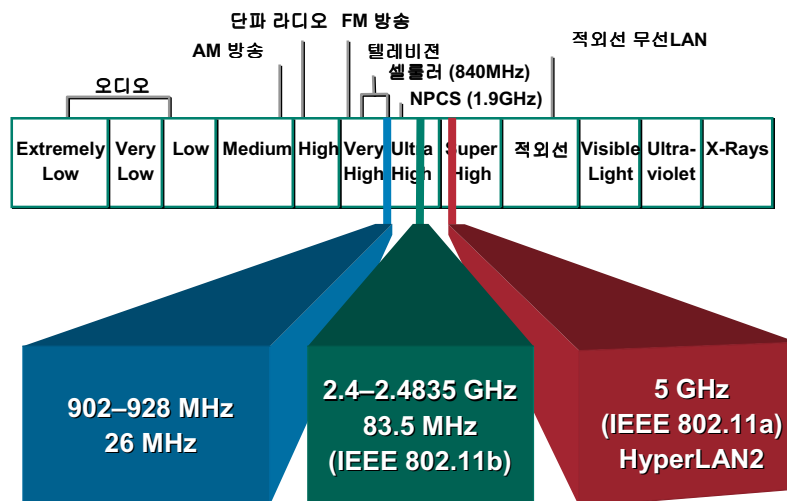 단파 라디오 FM 방송
적외선 무선LAN
AM 방송
텔레비젼
셀룰러 (840MHz)
오디오
NPCS (1.9GHz)
Extremely Low
Very Low
Low
Medium
High
Very High
Ultra High
Super High
적외선
Visible Light
Ultra-
violet
X-Rays
902–928 MHz
26 MHz
2.4–2.4835 GHz
83.5 MHz
(IEEE 802.11b)
5 GHz
(IEEE 802.11a)
HyperLAN2